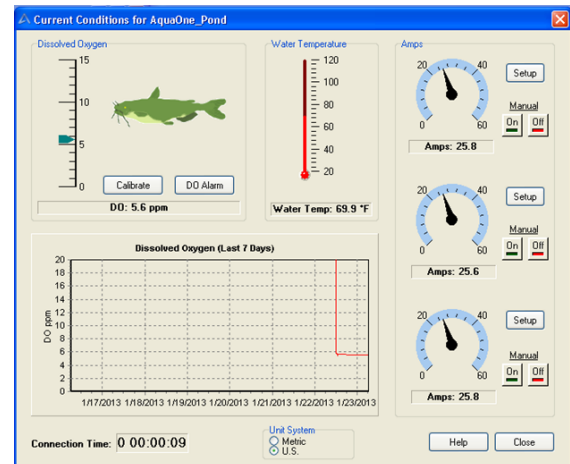 Current Conditions for AquaOne_Pond
Dissolved Oxygen
15
10
5
0
Calibrate
DO Alarm
DO: 5.6 ppm
Water Temperature
120
100
80
60
40
20
Water Temp: 69.9 °F
Amps
20 40
0 60
Setup
Manual
On Off
Amps: 25.8
20 40
0 60
Setup
Manual
On Off
Amps: 25.6
20 40
0 60
Setup
Manual
On Off
Amps: 25.8
Dissolved Oxygen (Last 7 Days)
DO ppm
20
18
16
14
12
10
8
6
4
2
0
1/17/2013 1/18/2013 1/19/2013 1/20/2013 1/21/2013 1/22/2013 1/23/2013
Connection Time: 0 00:00:09
Unit System
Metric
U.S.
Help
Close